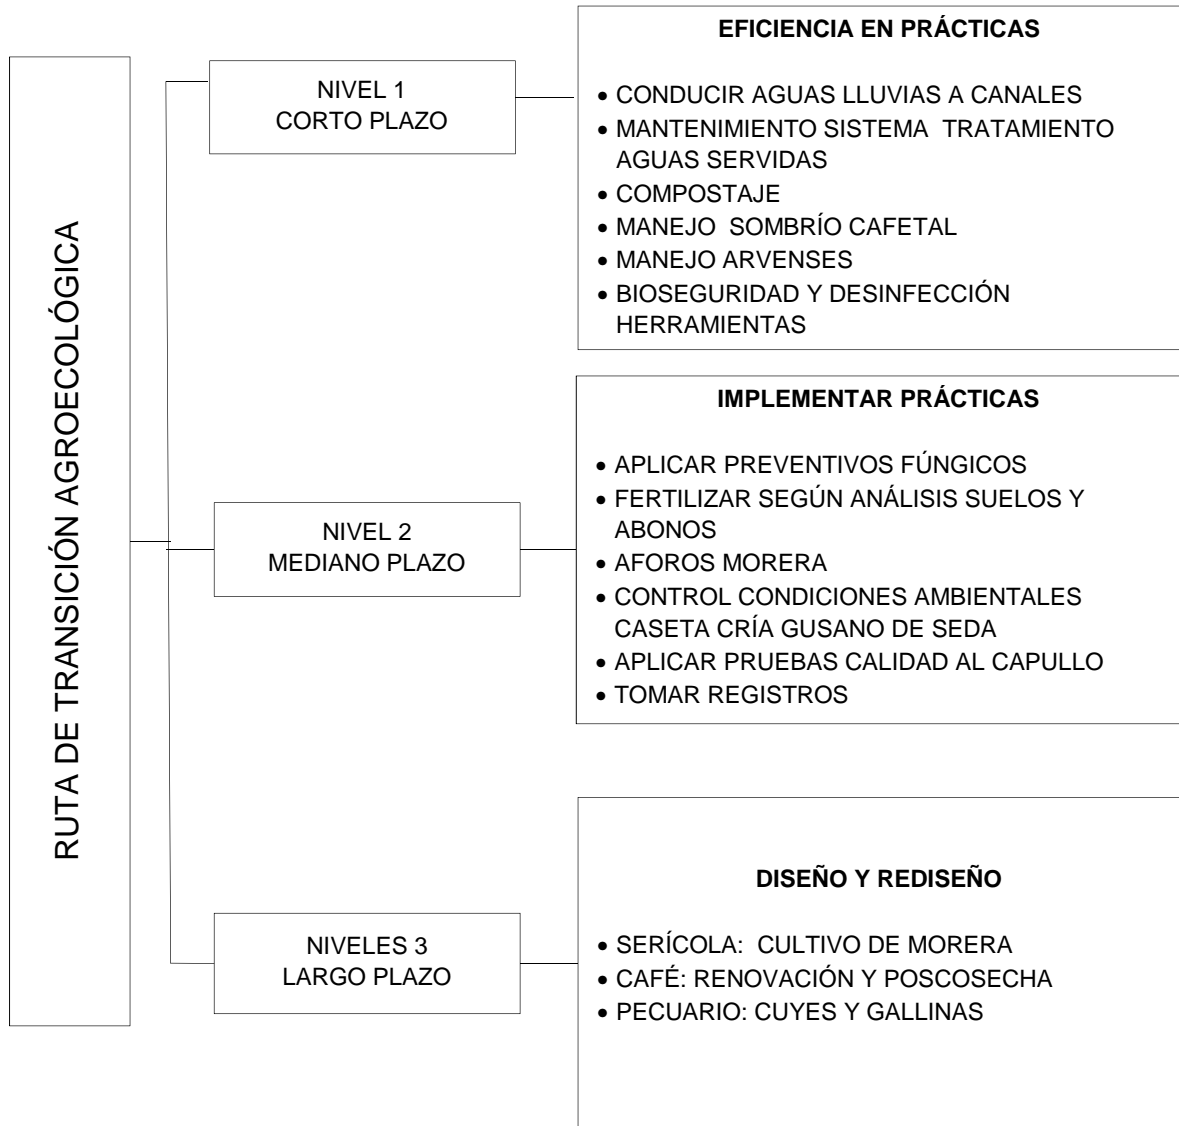 RUTA DE TRANSICIÓN AGROECOLÓGICA
NIVEL 1
CORTO PLAZO
EFICIENCIA EN PRÁCTICAS
• CONDUCIR AGUAS LLUVIAS A CANALES
• MANTENIMIENTO SISTEMA TRATAMIENTO
AGUAS SERVIDAS
• COMPOSTAJE
• MANEJO SOMBRÍO CAFETAL
• MANEJO ARVENSES
• BIOSEGURIDAD Y DESINFECCIÓN
HERRAMIENTAS
NIVEL 2
MEDIANO PLAZO
IMPLEMENTAR PRÁCTICAS
• APLICAR PREVENTIVOS FÚNGICOS
• FERTILIZAR SEGÚN ANÁLISIS SUELOS Y
ABONOS
• AFOROS MORERA
• CONTROL CONDICIONES AMBIENTALES
CASETA CRÍA GUSANO DE SEDA
• APLICAR PRUEBAS CALIDAD AL CAPULLO
• TOMAR REGISTROS
NIVELES 3
LARGO PLAZO
DISEÑO Y REDISEÑO
• SERÍCOLA: CULTIVO DE MORERA
• CAFÉ: RENOVACIÓN Y POSCOSECHA
• PECUARIO: CUYES Y GALLINAS